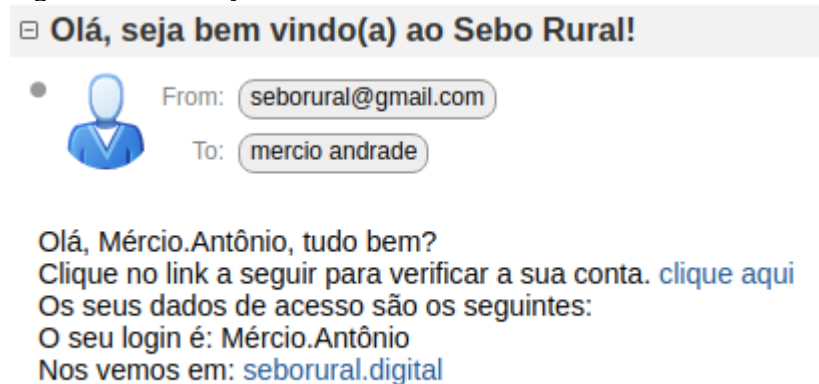 Olá, seja bem vindo(a) ao Sebo Rural!
From: seborural@gmail.com
To: mercio andrade
Olá, Mércio.Antônio, tudo bem?
Clique no link a seguir para verificar a sua conta. clique aqui
Os seus dados de acesso são os seguintes:
O seu login é: Mércio.Antônio
Nos vemos em: seborural.digital